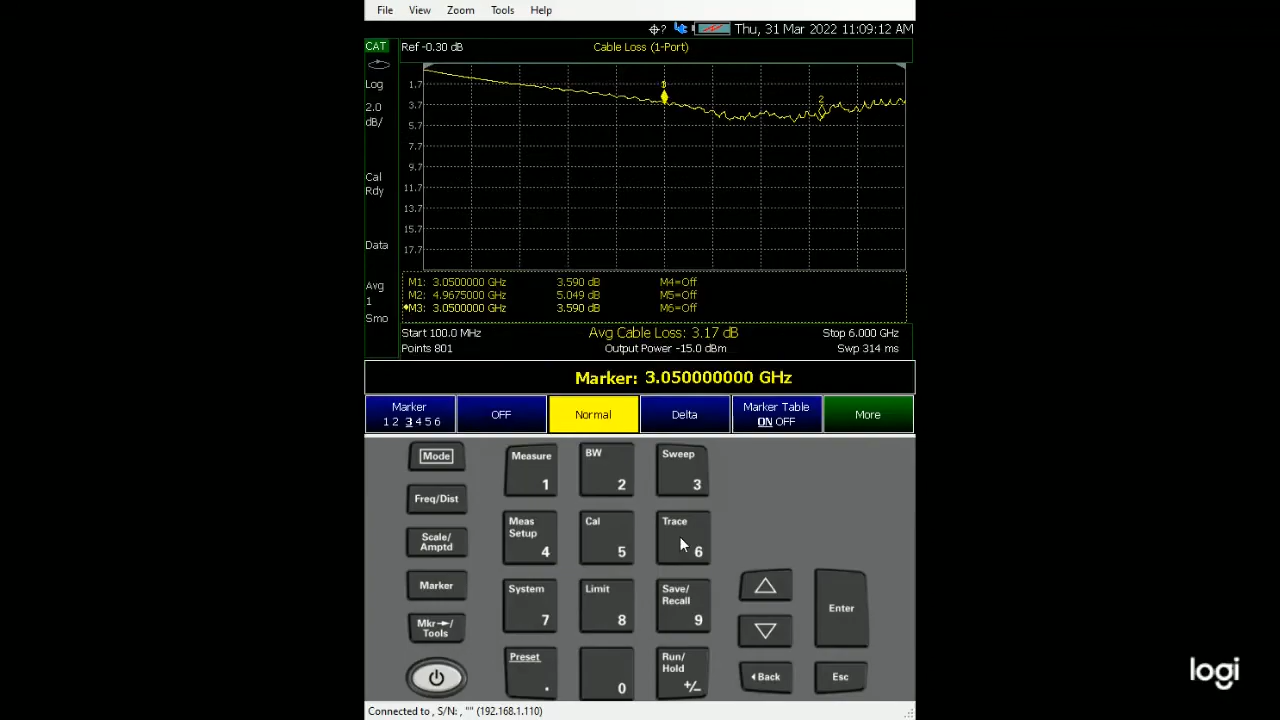 File View Zoom Tools Help
? Thu, 31 Mar 2022 11:09:12 AM
CAT Ref -0.30 dB Cable Loss (1-Port)
Log
2.0
dB/
Cal
Rdy
Data
Avg
1
Smo
1.7
3.7
5.7
7.7
9.7
11.7
13.7
15.7
17.7
2
M1: 3.0500000 GHz 3.590 dB M4=Off
M2: 4.9675000 GHz 5.049 dB M5=Off
M3: 3.0500000 GHz 3.590 dB M6=Off
Start 100.0 MHz Avg Cable Loss: 3.17 dB Stop 6.000 GHz
Points 801 Output Power -15.0 dBm Swp 314 ms
Marker: 3.050000000 GHz
Marker
1 2 3 4 5 6
OFF
Normal
Delta
Marker Table
ON OFF
More
Mode
Freq/Dist
Scale/
Amptd
Marker
Mkr→/
Tools
Measure
1
BW
2
Sweep
3
Meas
Setup
4
Cal
5
Trace
6
System
7
Limit
8
Save/
Recall
9
Preset
.
0
Run/
Hold
+/-
Enter
Back
Esc
logi
Connected to , S/N: , "" (192.168.1.110)